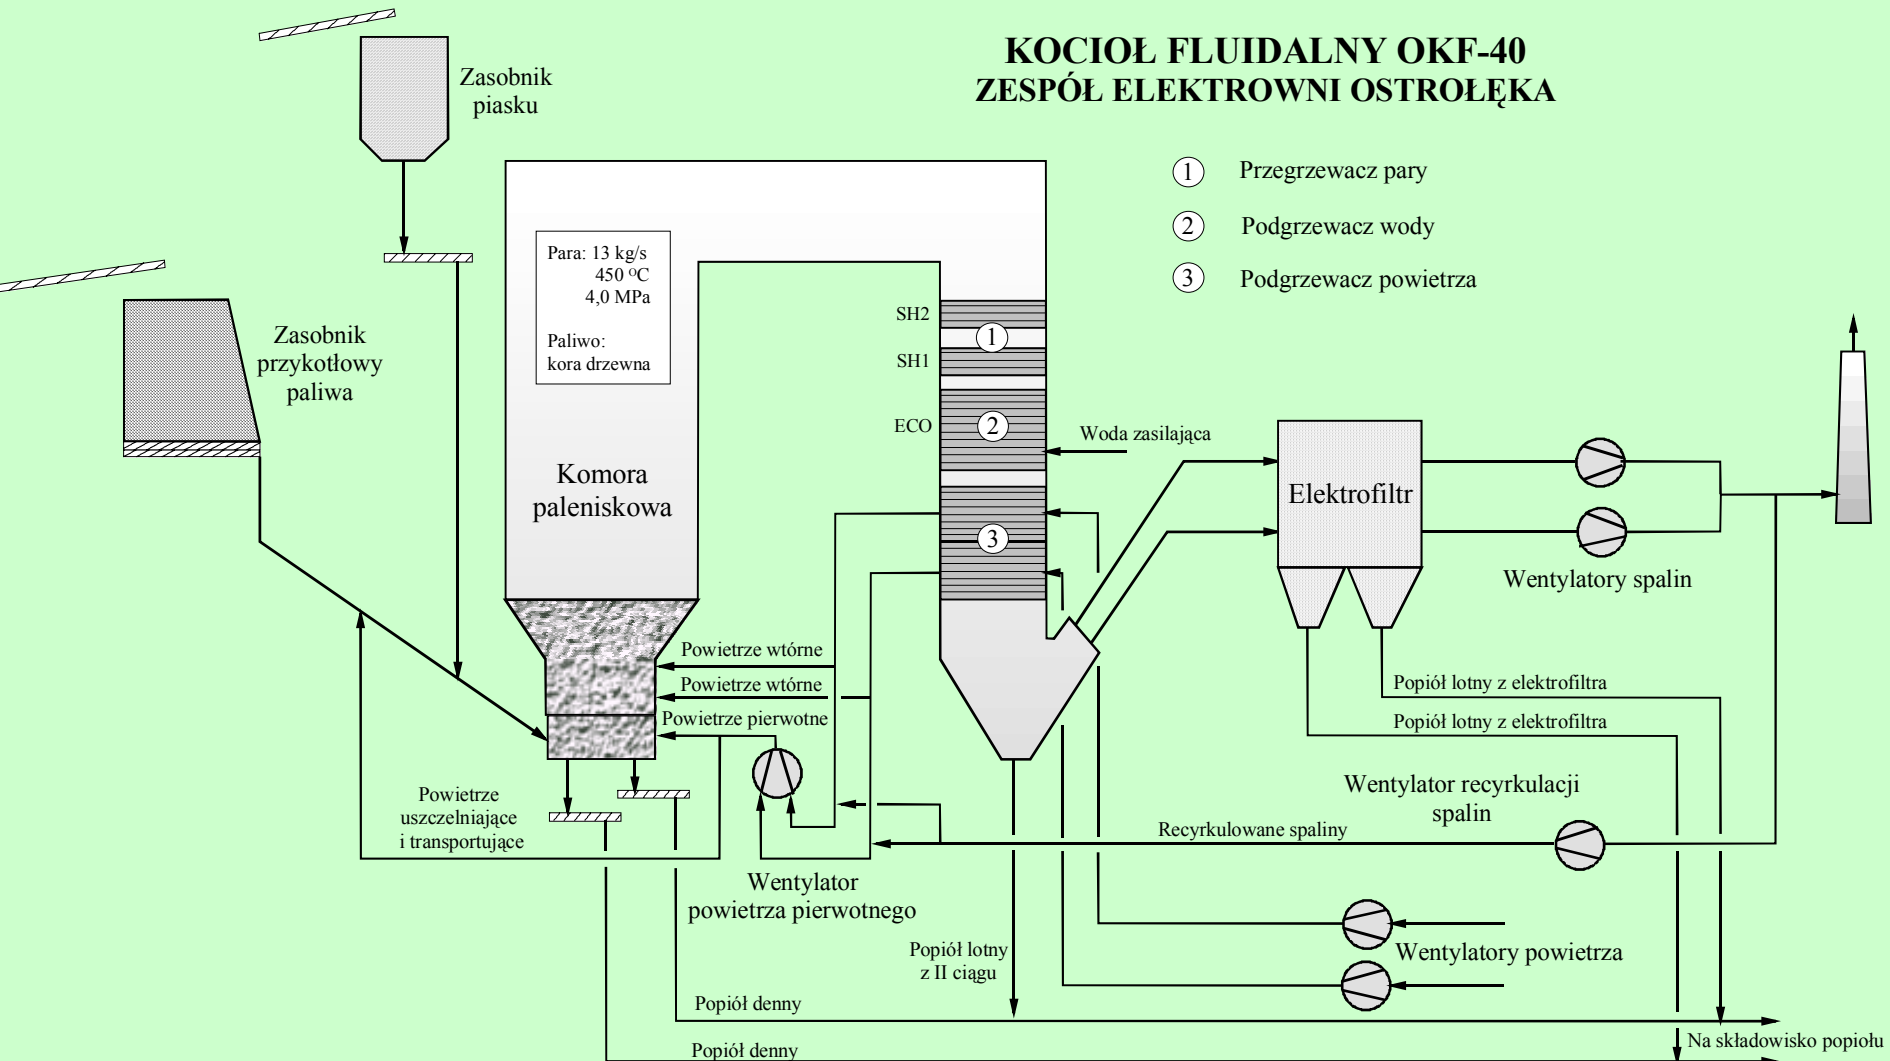 KOCIOŁ FLUIDALNY OKF-40
ZESPÓŁ ELEKTROWNI OSTROŁĘKA
Zasobnik
piasku
1 Przegrzewacz pary
2 Podgrzewacz wody
3 Podgrzewacz powietrza
Para: 13 kg/s
450 °C
4,0 MPa
Paliwo:
kora drzewna
Zasobnik
przykotłowy
paliwa
SH2
1
SH1
ECO
2
Woda zasilająca
Komora
paleniskowa
3
Elektrofiltr
Wentylatory spalin
Powietrze wtórne
Powietrze wtórne
Powietrze pierwotne
Popiół lotny z elektrofiltra
Popiół lotny z elektrofiltra
Powietrze
uszczelniające
i transportujące
Wentylator recyrkulacji
spalin
Recyrkulowane spaliny
Wentylator
powietrza pierwotnego
Popiół lotny
z II ciągu
Wentylatory powietrza
Popiół denny
Na składowisko popiołu
Popiół denny